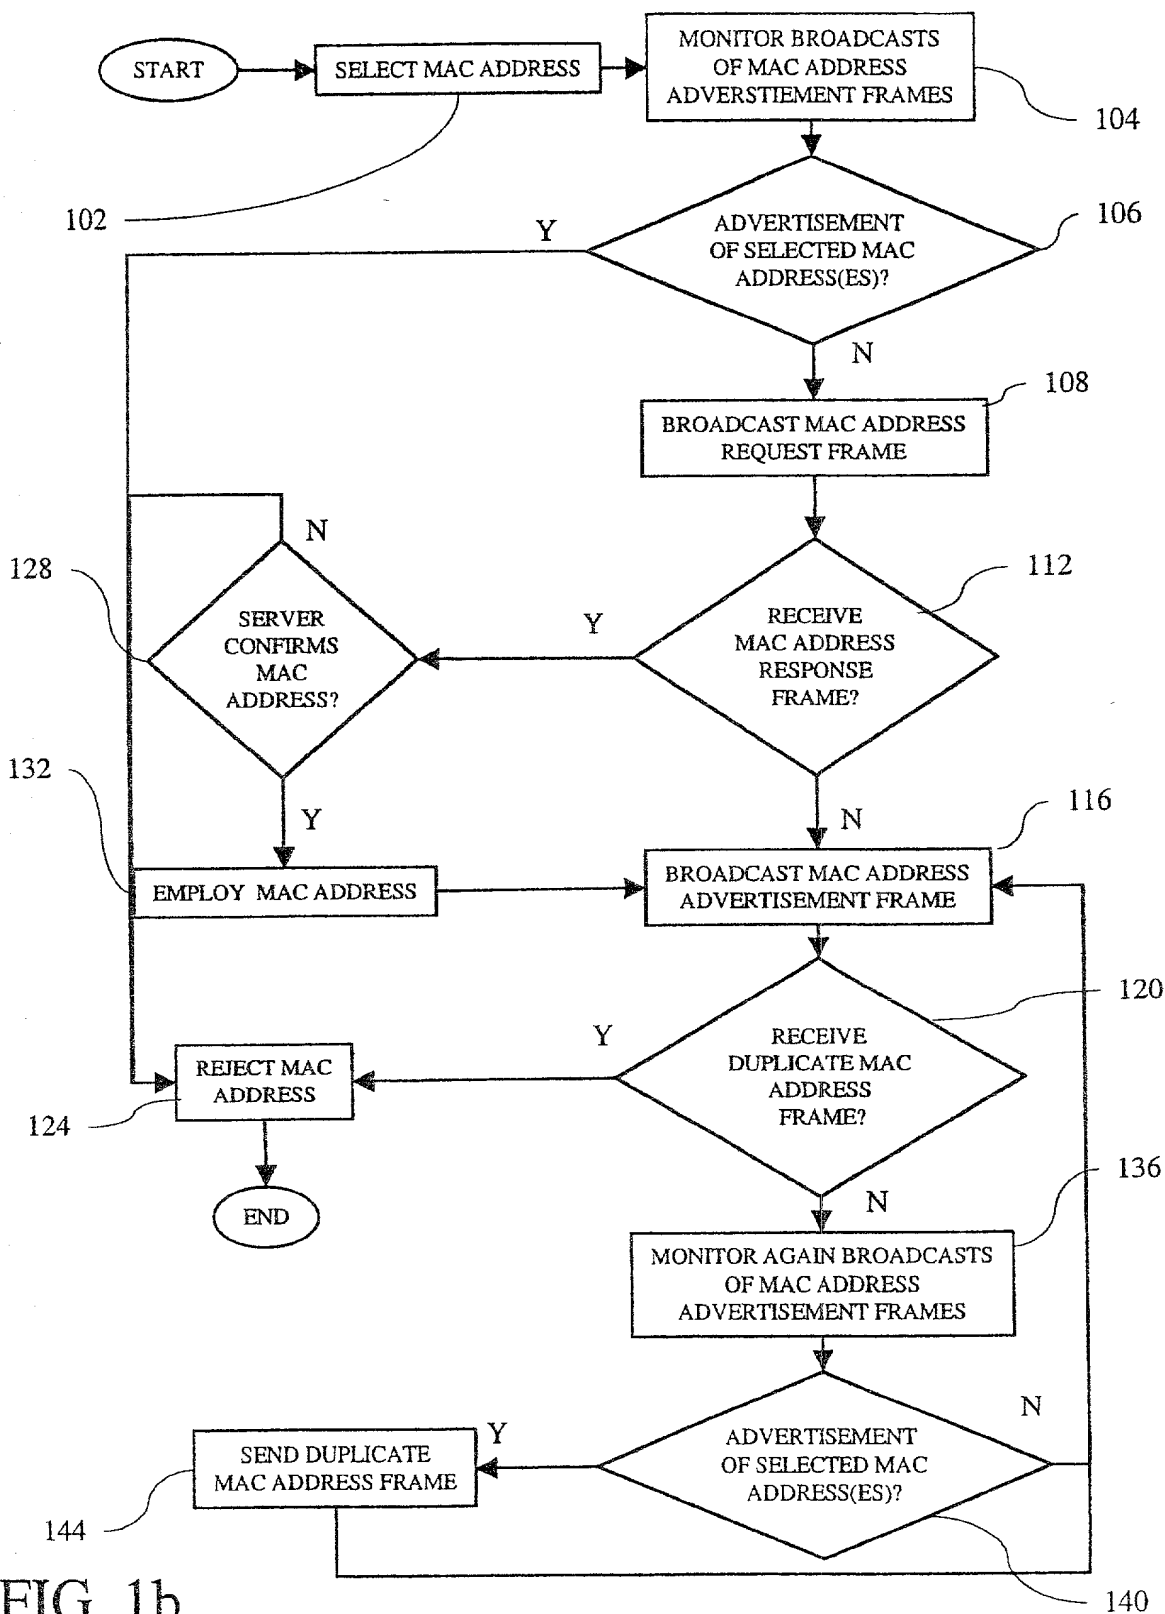 START
SELECT MAC ADDRESS
MONITOR BROADCASTS
OF MAC ADDRESS
ADVERSTIEMENT FRAMES
104
102
Y
ADVERTISEMENT
OF SELECTED MAC
ADDRESS(ES)?
106
N
108
BROADCAST MAC ADDRESS
REQUEST FRAME
N
128
SERVER
CONFIRMS
MAC
ADDRESS?
Y
RECEIVE
MAC ADDRESS
RESPONSE
FRAME?
112
132
Y
N
116
EMPLOY MAC ADDRESS
BROADCAST MAC ADDRESS
ADVERTISEMENT FRAME
120
Y
RECEIVE
DUPLICATE MAC
ADDRESS
FRAME?
REJECT MAC
ADDRESS
124
END
N
136
MONITOR AGAIN BROADCASTS
OF MAC ADDRESS
ADVERTISEMENT FRAMES
N
Y
SEND DUPLICATE
MAC ADDRESS FRAME
ADVERTISEMENT
OF SELECTED MAC
ADDRESS(ES)?
144
140
FIG. 1b